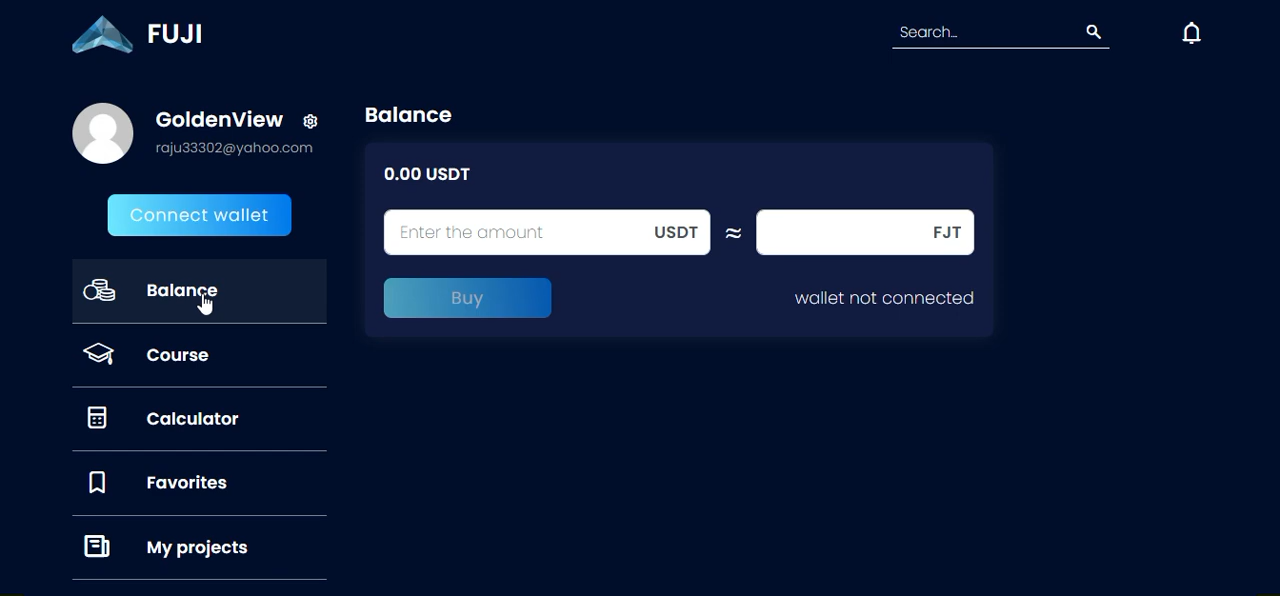 FUJI
Search...
GoldenView
raju33302@yahoo.com
Connect wallet
Balance
Course
Calculator
Favorites
My projects
Balance
0.00 USDT
Enter the amount USDT ≈ FJT
Buy
wallet not connected